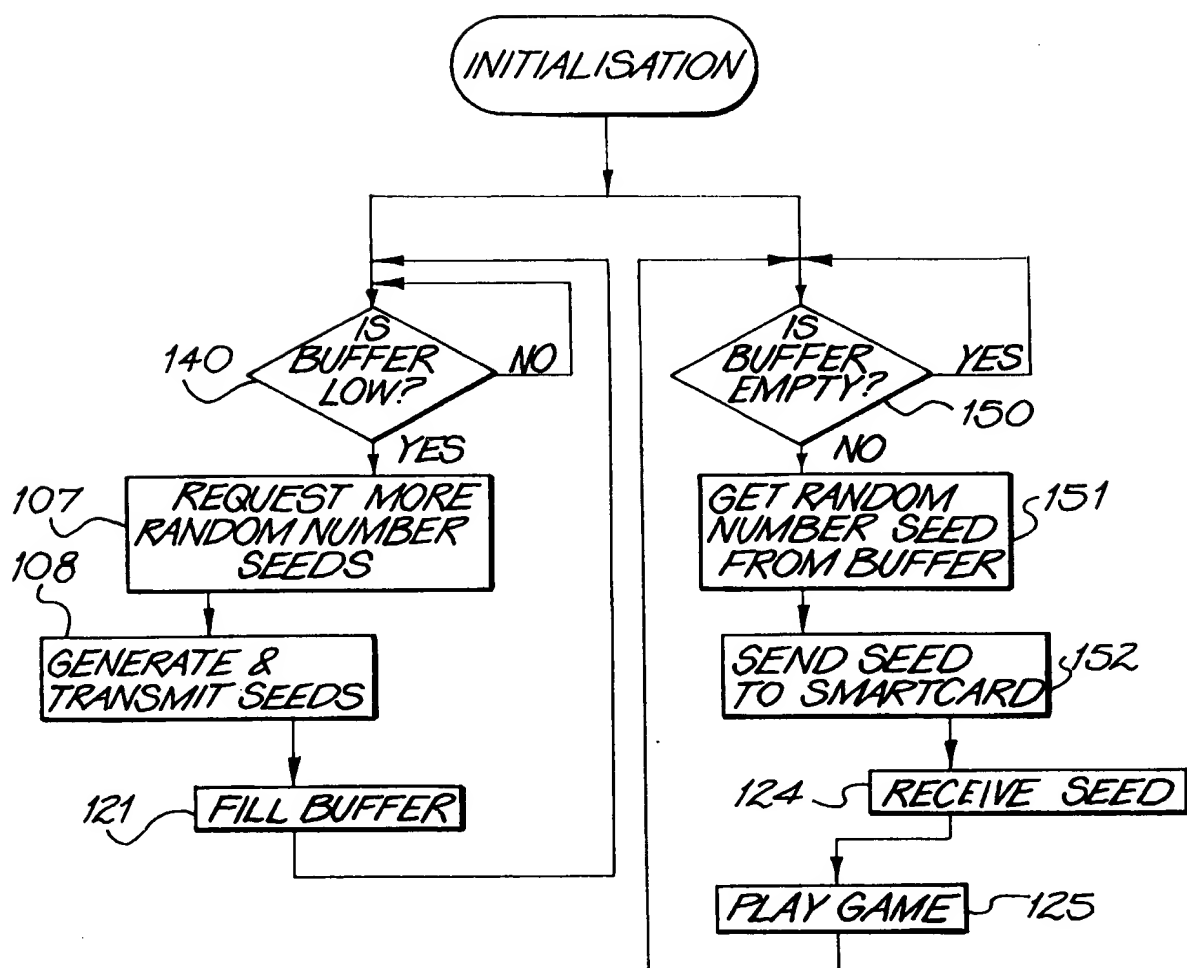 INITIALISATION
IS
BUFFER
LOW?
140
NO
YES
107
REQUEST MORE
RANDOM NUMBER
SEEDS
108
GENERATE &
TRANSMIT SEEDS
121
FILL BUFFER
IS
BUFFER
EMPTY?
YES
150
NO
GET RANDOM
NUMBER SEED
FROM BUFFER
151
SEND SEED
TO SMARTCARD
152
124
RECEIVE SEED
PLAY GAME
125